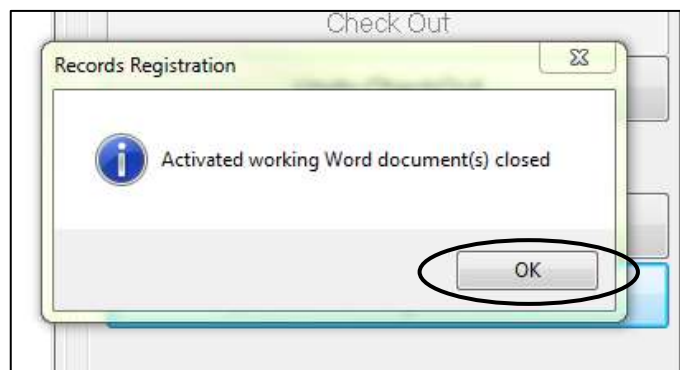 Check Out
Records Registration
Activated working Word document(s) closed
OK